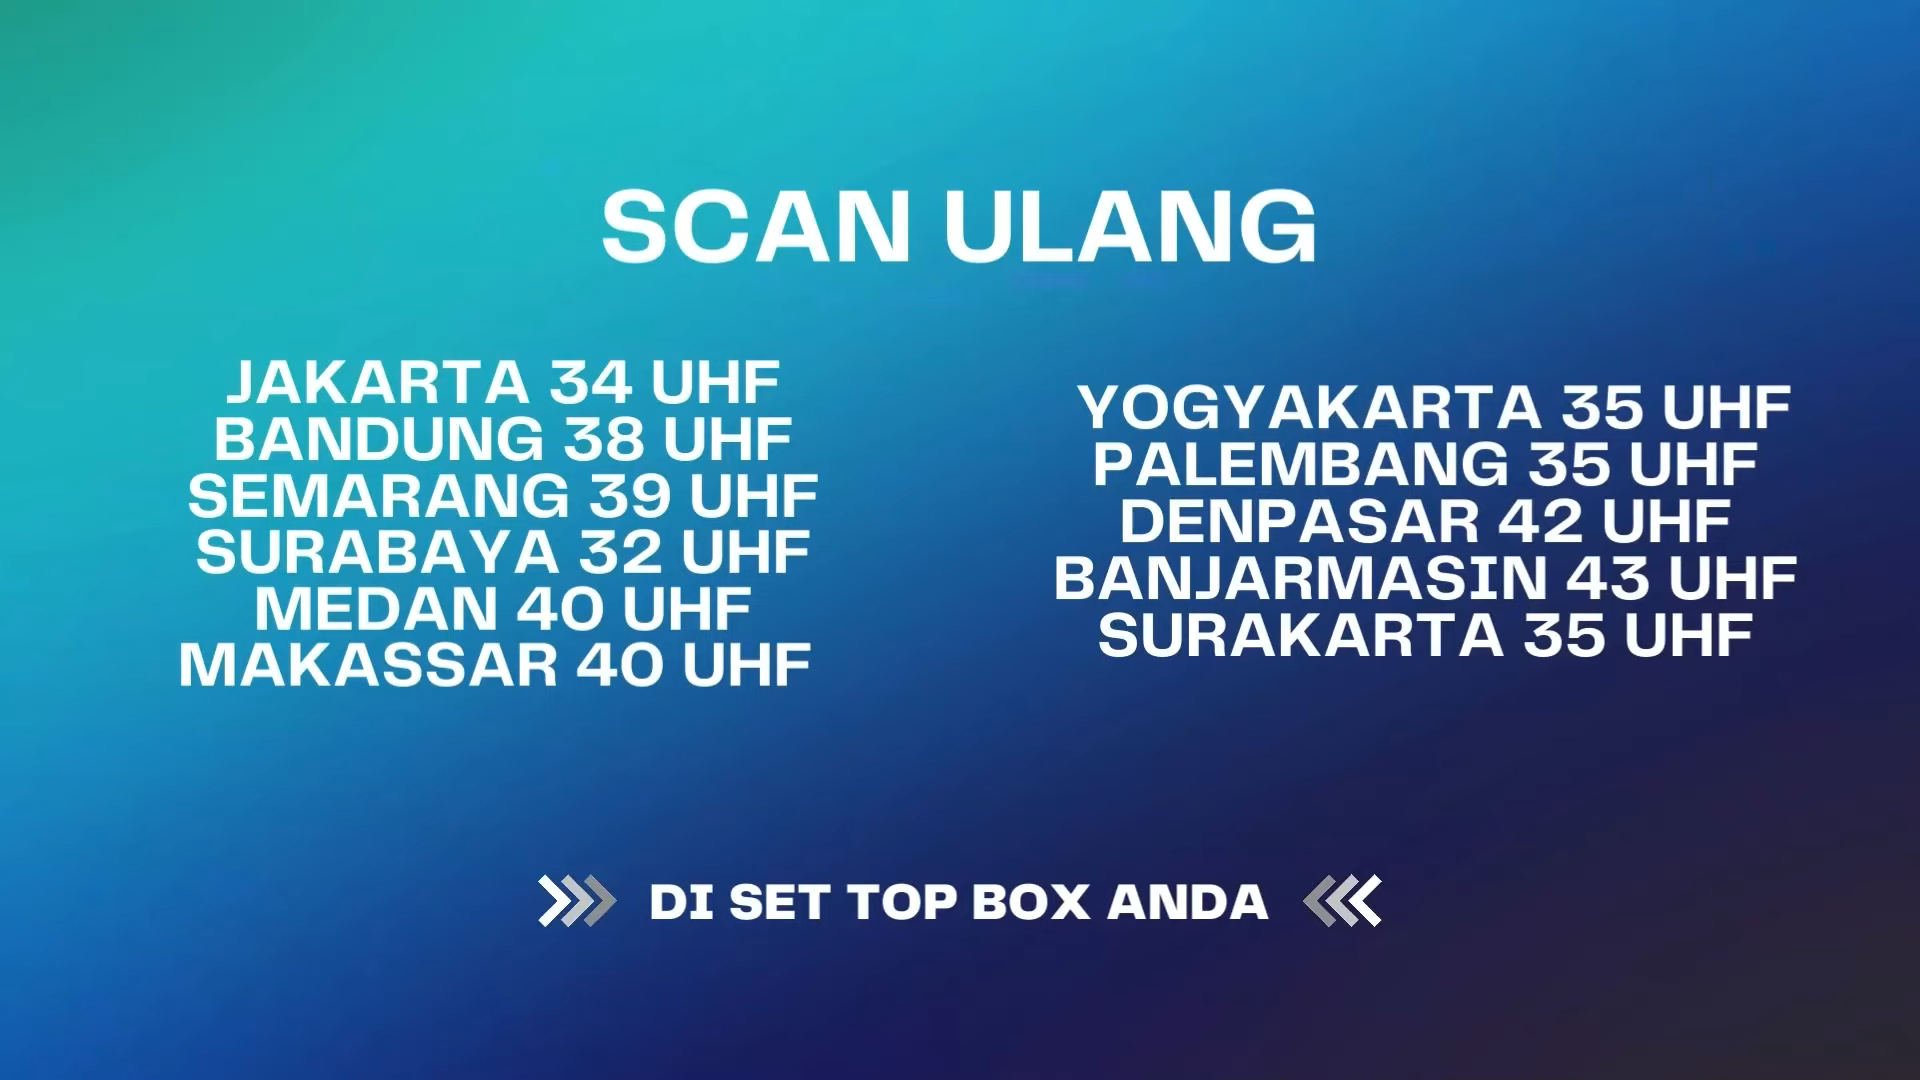 SCAN ULANG
JAKARTA 34 UHF
BANDUNG 38 UHF
SEMARANG 39 UHF
SURABAYA 32 UHF
MEDAN 40 UHF
MAKASSAR 40 UHF
YOGYAKARTA 35 UHF
PALEMBANG 35 UHF
DENPASAR 42 UHF
BANJARMASIN 43 UHF
SURAKARTA 35 UHF
DI SET TOP BOX ANDA